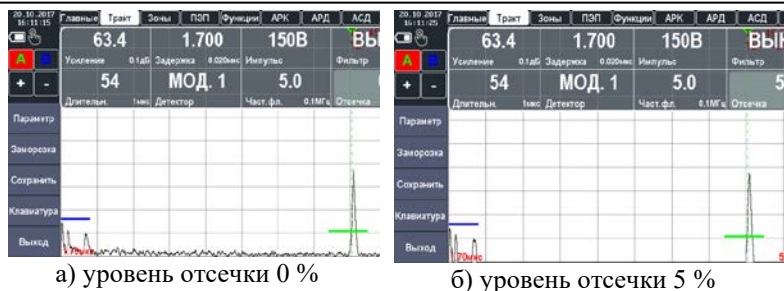 20.10.2017
16:11:15
Главные Тракт Зоны ПЭП Функции АРК АРД АСД
63.4 1.700 150В ВЫ
Усиление 0.1дБ Задержка 0.020мкс Импульс Фильтр
А В
54 МОД. 1 5.0
+ -
Длительн. 1мкс Детектор Част.фл. 0.1МГц Отсечка
Параметр
Заморозка
Сохранить
Клавиатура
Выход
а) уровень отсечки 0 %
20.10.2017
16:11:25
Главные Тракт Зоны ПЭП Функции АРК АРД АСД
63.4 1.700 150В ВЫ
Усиление 0.1дБ Задержка 0.020мкс Импульс Фильтр
А В
54 МОД. 1 5.0 5
+ -
Длительн. 1мкс Детектор Част.фл. 0.1МГц Отсечка
Параметр
Заморозка
Сохранить
Клавиатура
Выход
70мкс
б) уровень отсечки 5 %